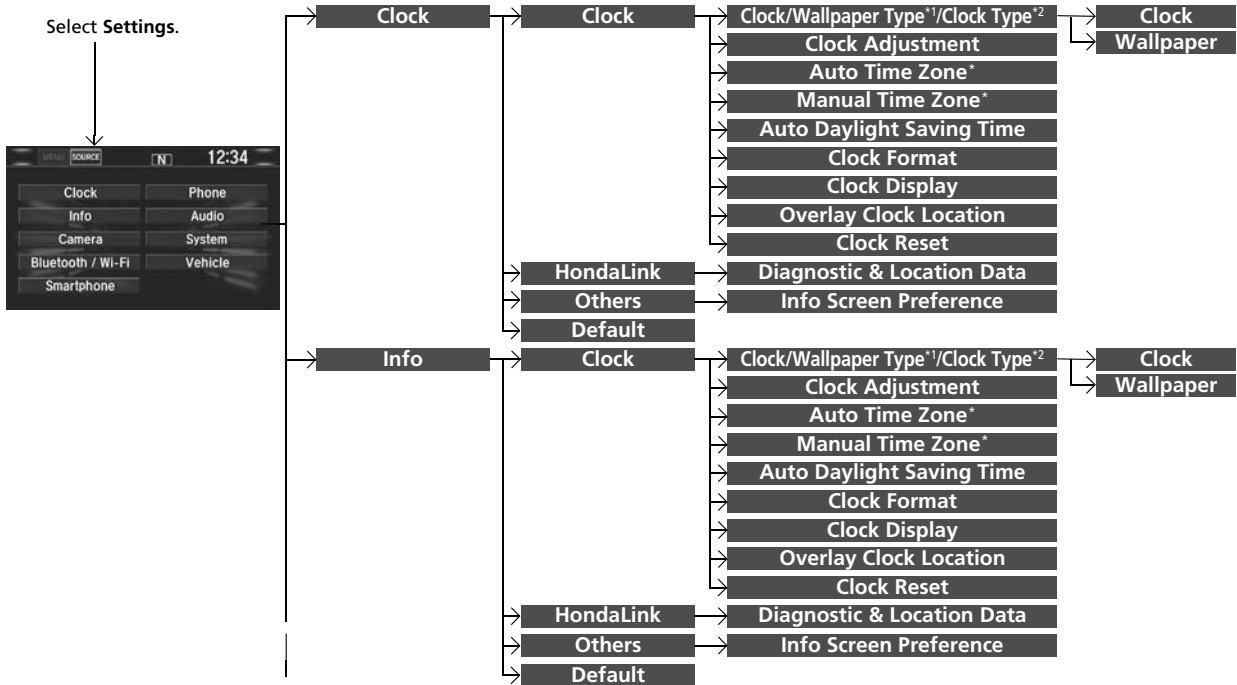 Select Settings.
MENU SOURCE N 12:34
Clock Phone
Info Audio
Camera System
Bluetooth / Wi-Fi Vehicle
Smartphone
Clock Clock Clock/Wallpaper Type*1/Clock Type*2 Clock
Clock Adjustment Wallpaper
Auto Time Zone*
Manual Time Zone*
Auto Daylight Saving Time
Clock Format
Clock Display
Overlay Clock Location
Clock Reset
HondaLink Diagnostic & Location Data
Others Info Screen Preference
Default
Info Clock Clock/Wallpaper Type*1/Clock Type*2 Clock
Clock Adjustment Wallpaper
Auto Time Zone*
Manual Time Zone*
Auto Daylight Saving Time
Clock Format
Clock Display
Overlay Clock Location
Clock Reset
HondaLink Diagnostic & Location Data
Others Info Screen Preference
Default